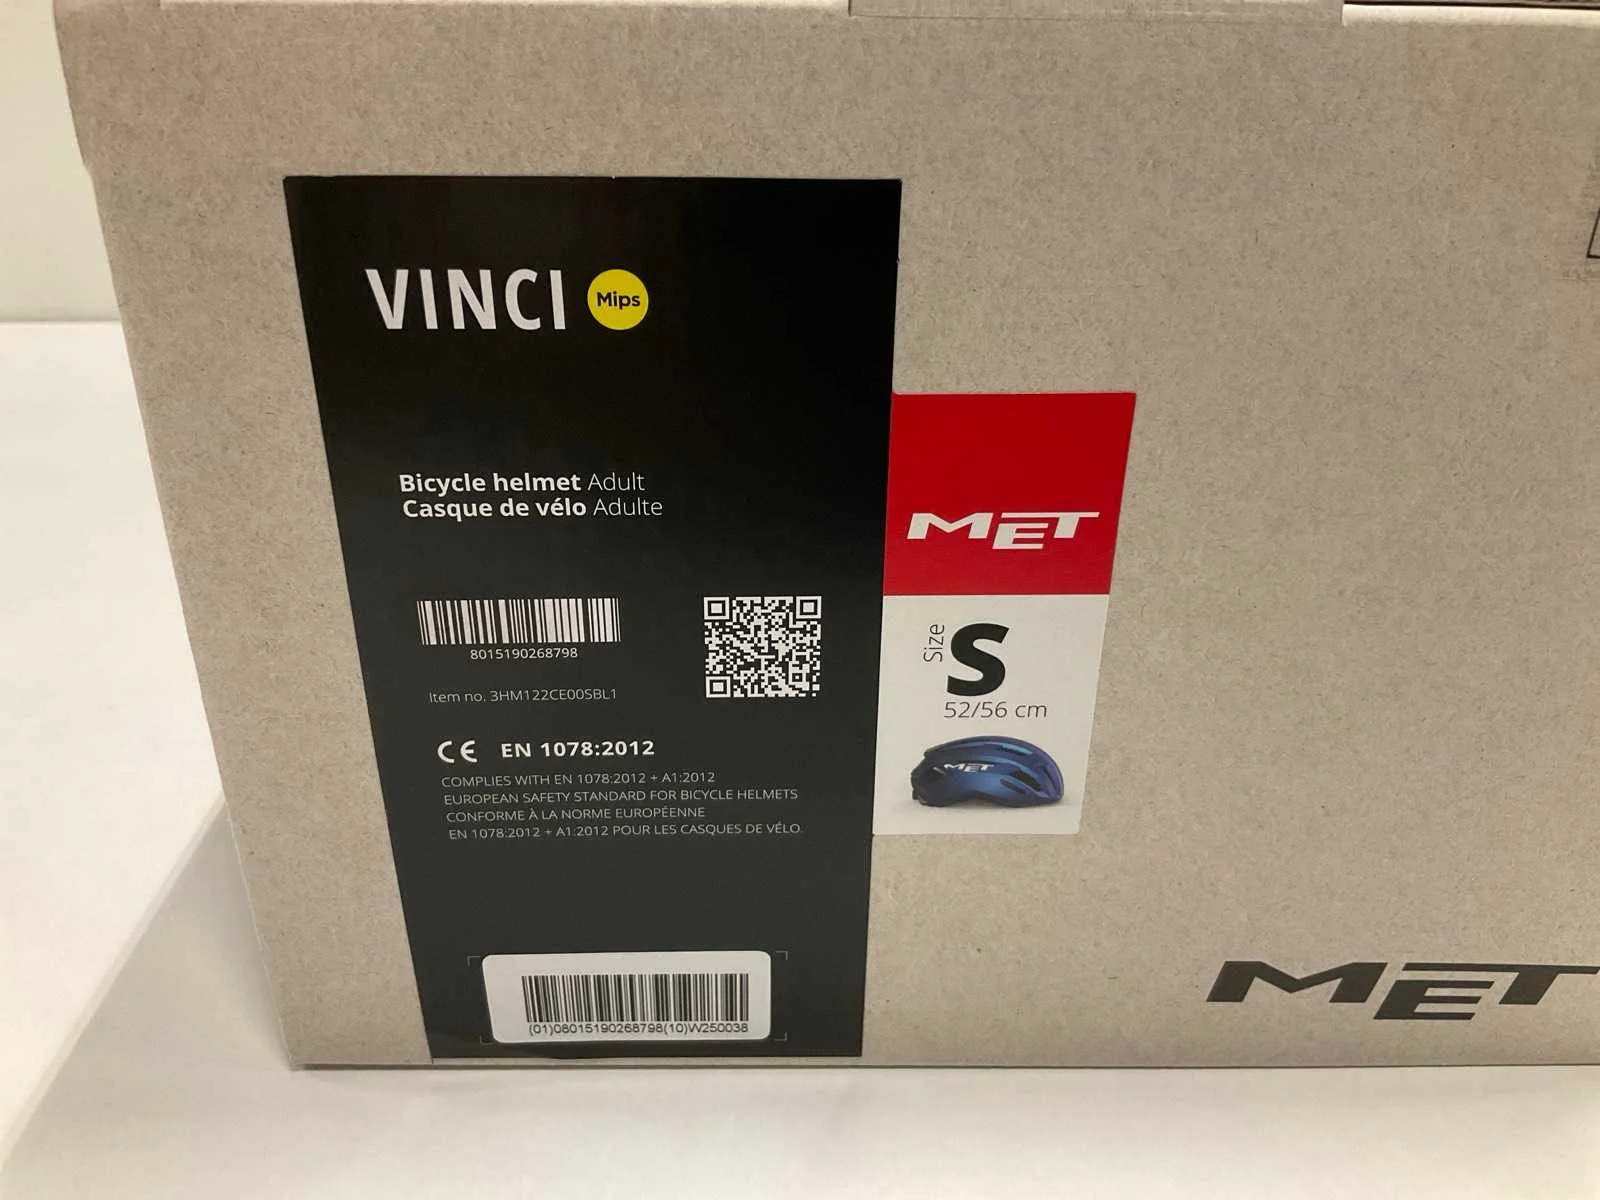 VINCI Mips
Bicycle helmet Adult
Casque de vélo Adulte
8015190268798
Item no. 3HM122CE00SBL1
CE EN 1078:2012
COMPLIES WITH EN 1078:2012 + A1:2012
EUROPEAN SAFETY STANDARD FOR BICYCLE HELMETS
CONFORME À LA NORME EUROPÉENNE
EN 1078:2012 + A1:2012 POUR LES CASQUES DE VÉLO.
(01)08015190268798(10)W250038
MET
Size S
52/56 cm
MET
MET